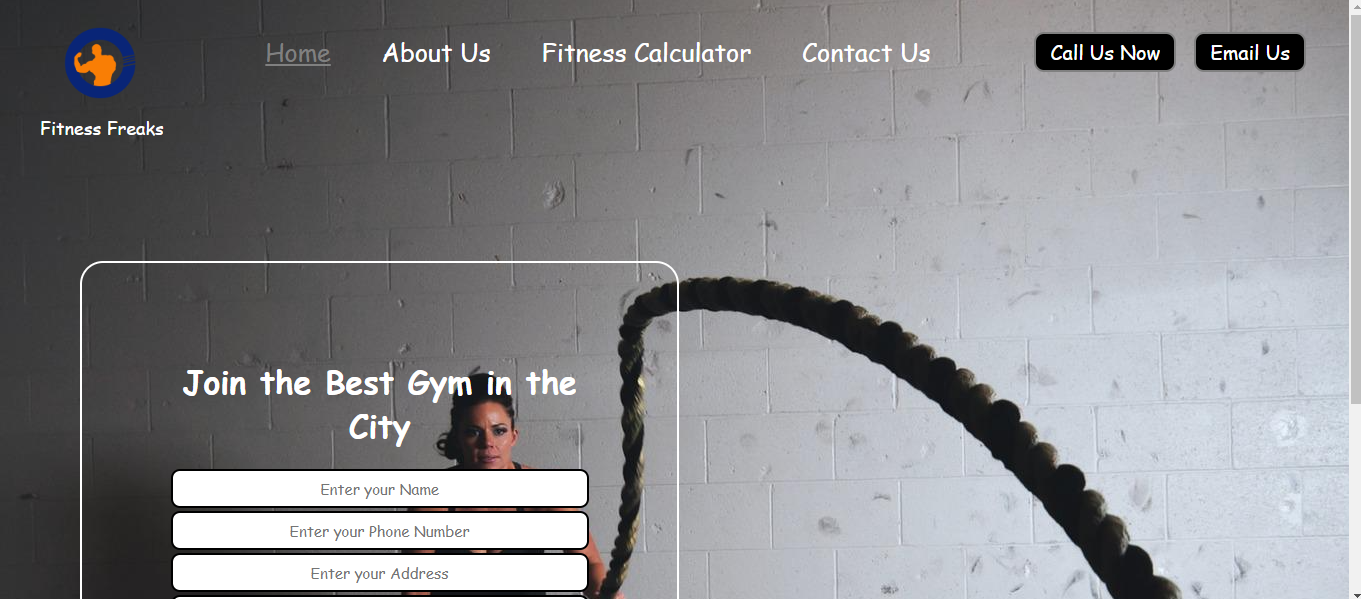 Home
About Us
Fitness Calculator
Contact Us
Call Us Now
Email Us
Fitness Freaks
Join the Best Gym in the
City
Enter your Name
Enter your Phone Number
Enter your Address